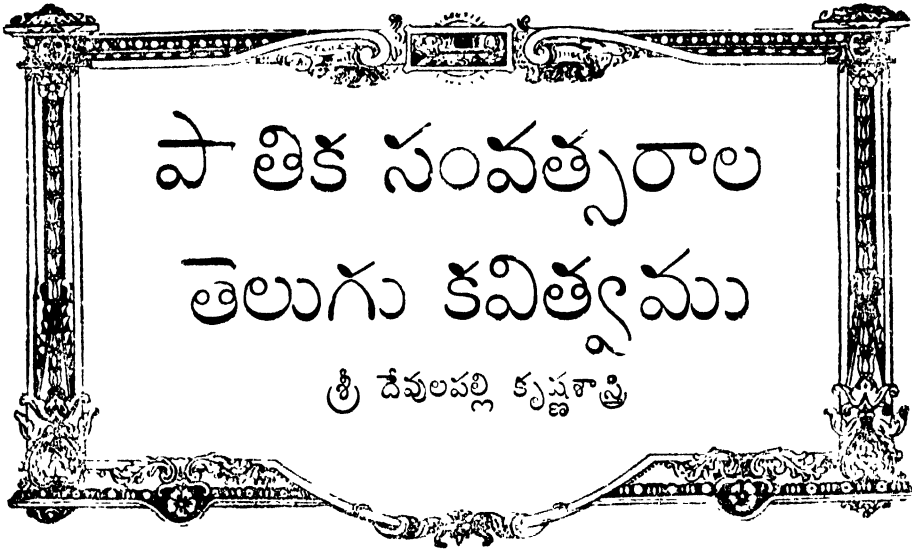 పాతిక సంవత్సరాల
తెలుగు కవిత్వము
శ్రీ దేవులపల్లి కృష్ణశాస్త్రి